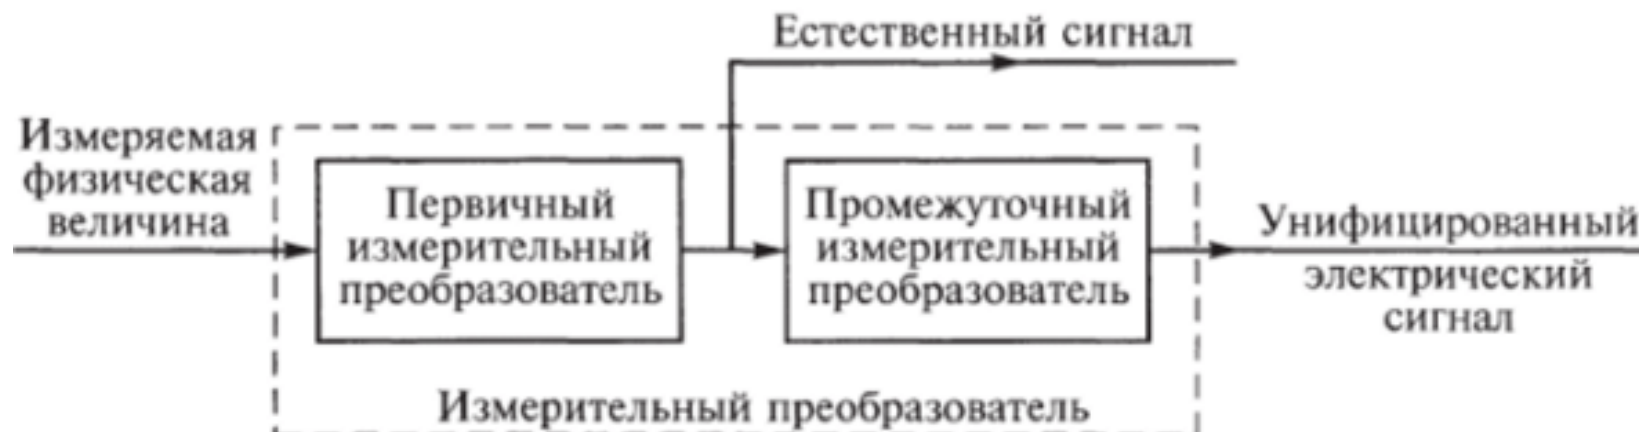 Естественный сигнал
Измеряемая
физическая
величина
Первичный
измерительный
преобразователь
Промежуточный
измерительный
преобразователь
Унифицированный
электрический
сигнал
Измерительный преобразователь